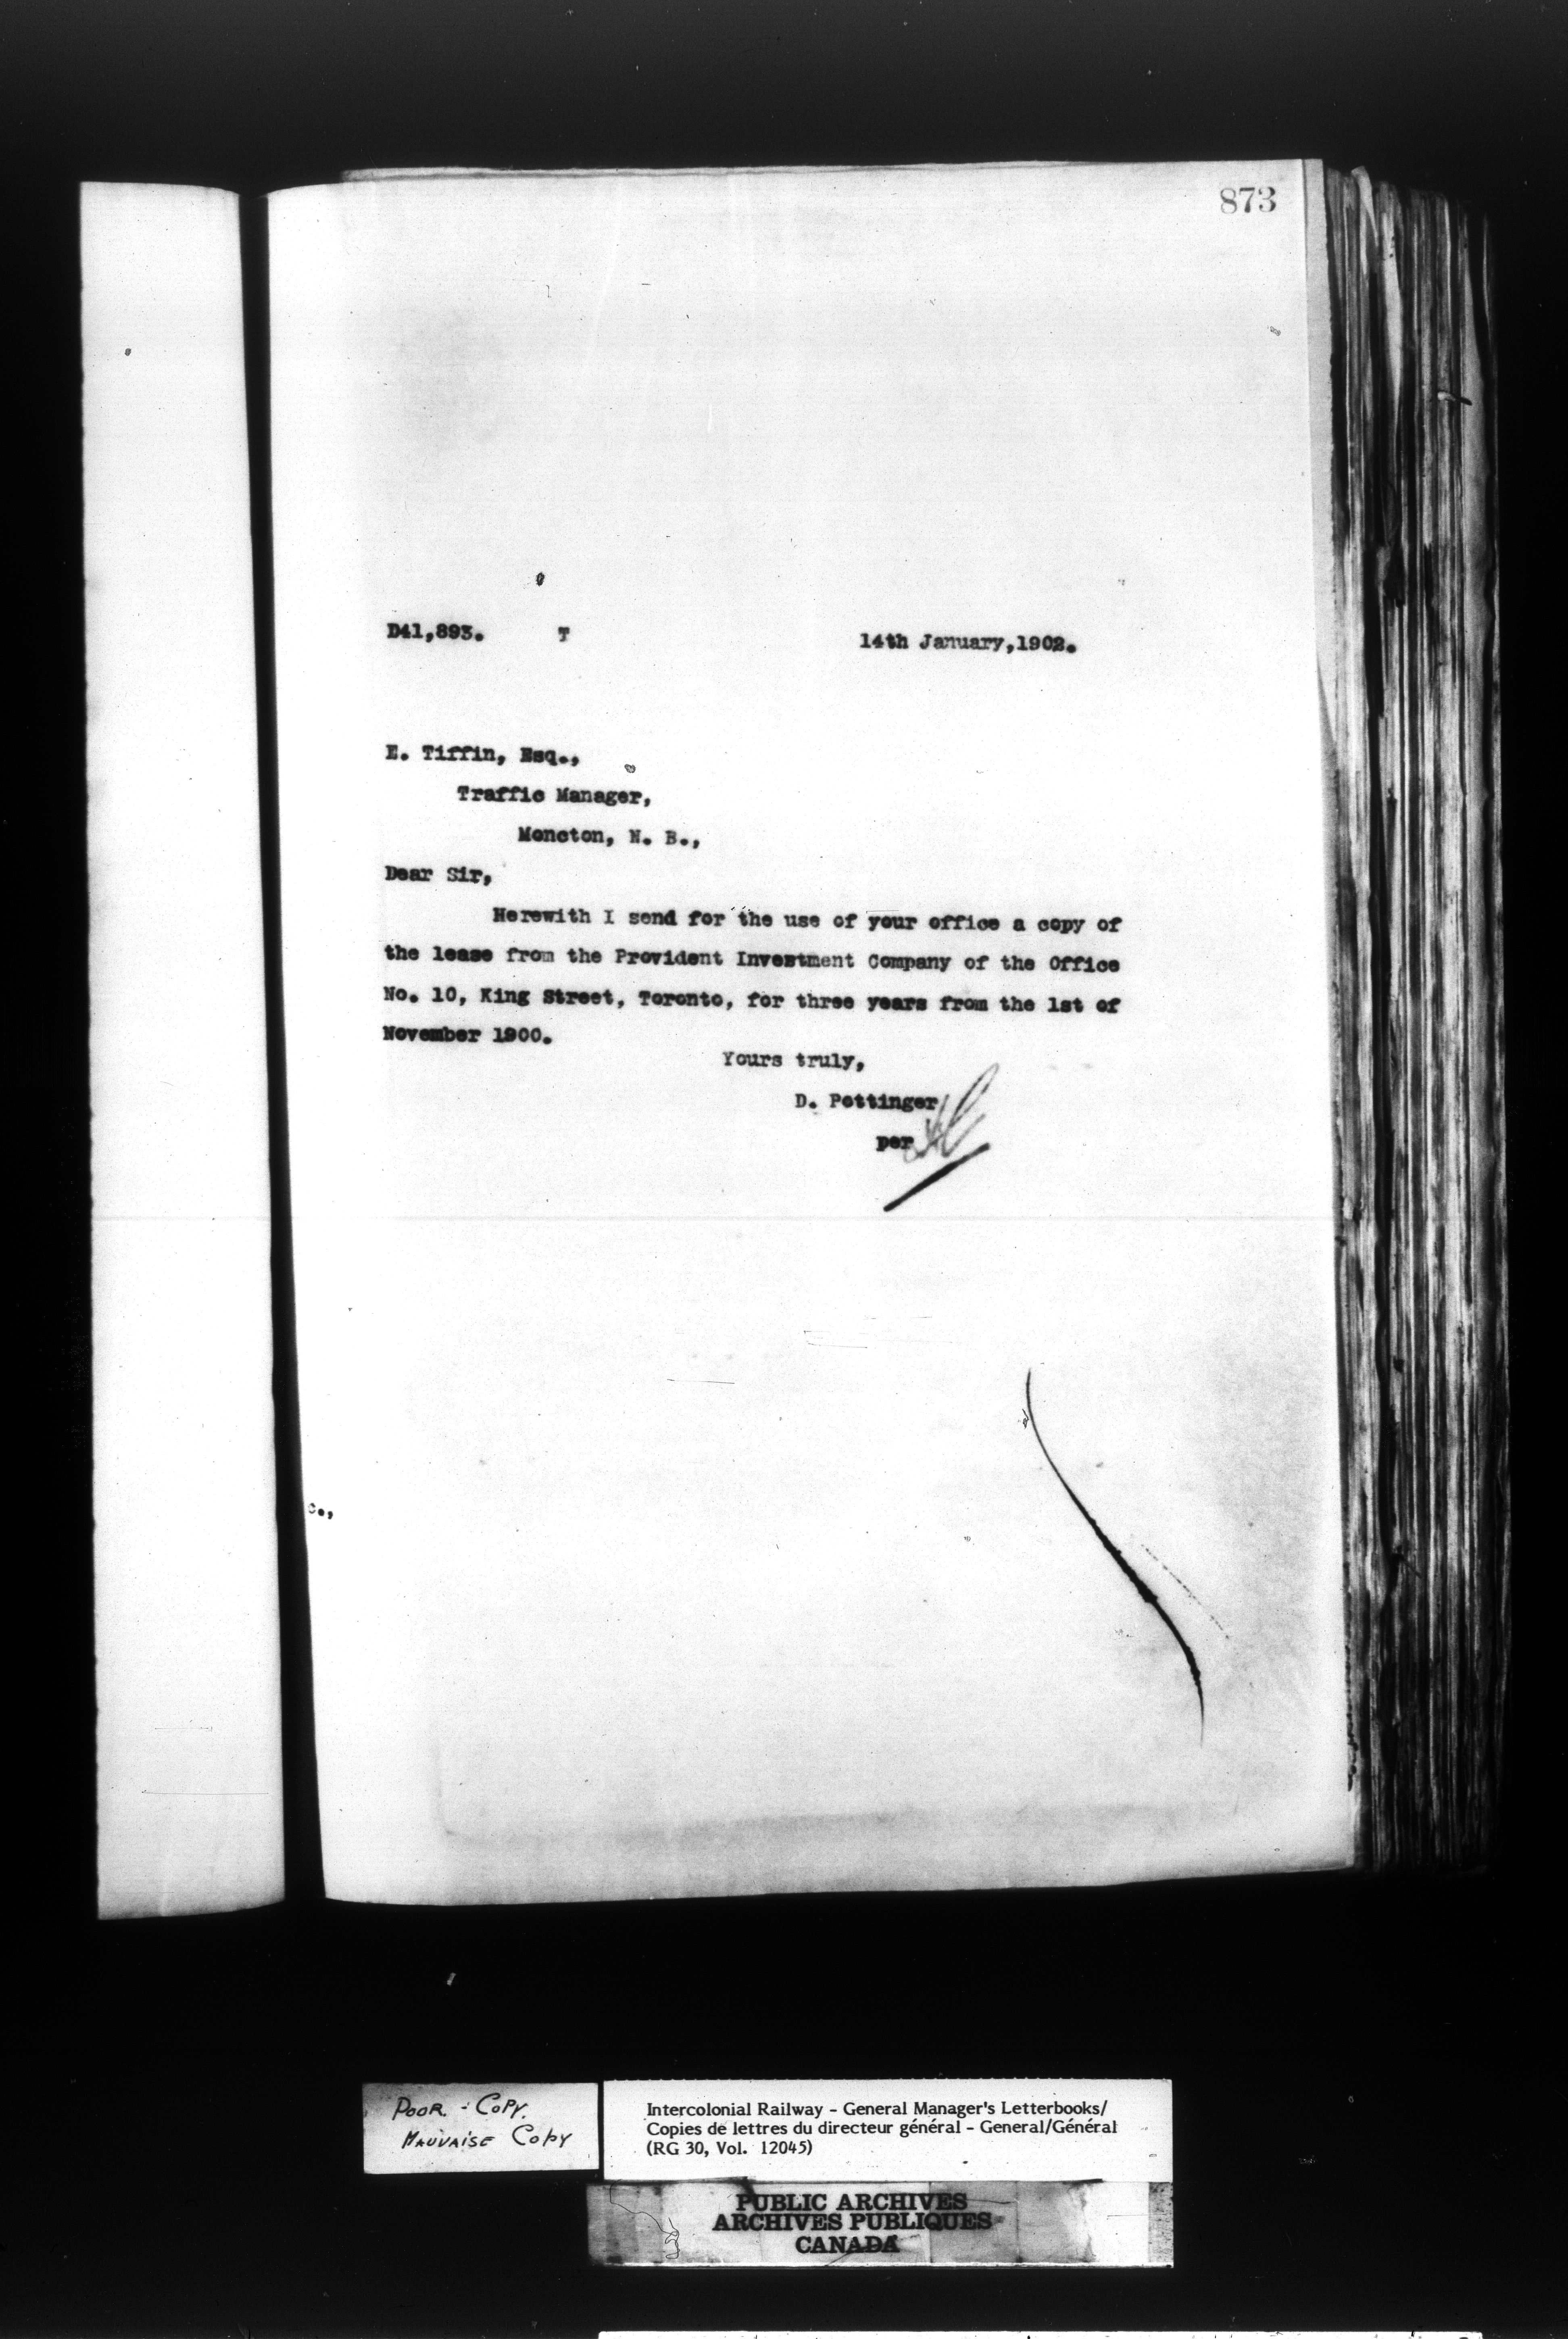 873
D41,893. T 14th January,1902.
E. Tiffin, Esq.,
Traffic Manager,
Moncton, N. B.,
Dear Sir,
Herewith I send for the use of your office a copy of
the lease from the Provident Investment Company of the Office
No. 10, King Street, Toronto, for three years from the 1st of
November 1900.
Yours truly,
D. Pottinger
per
c.,
POOR - COPY.
MAUVAISE COPY
Intercolonial Railway - General Manager's Letterbooks/
Copies de lettres du directeur général - General/Général
(RG 30, Vol. 12045)
PUBLIC ARCHIVES
ARCHIVES PUBLIQUES
CANADA